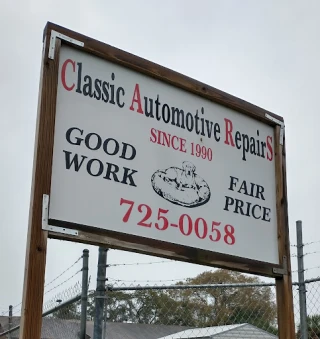 Classic Automotive RepairS
SINCE 1990
GOOD
WORK
FAIR
PRICE
725-0058